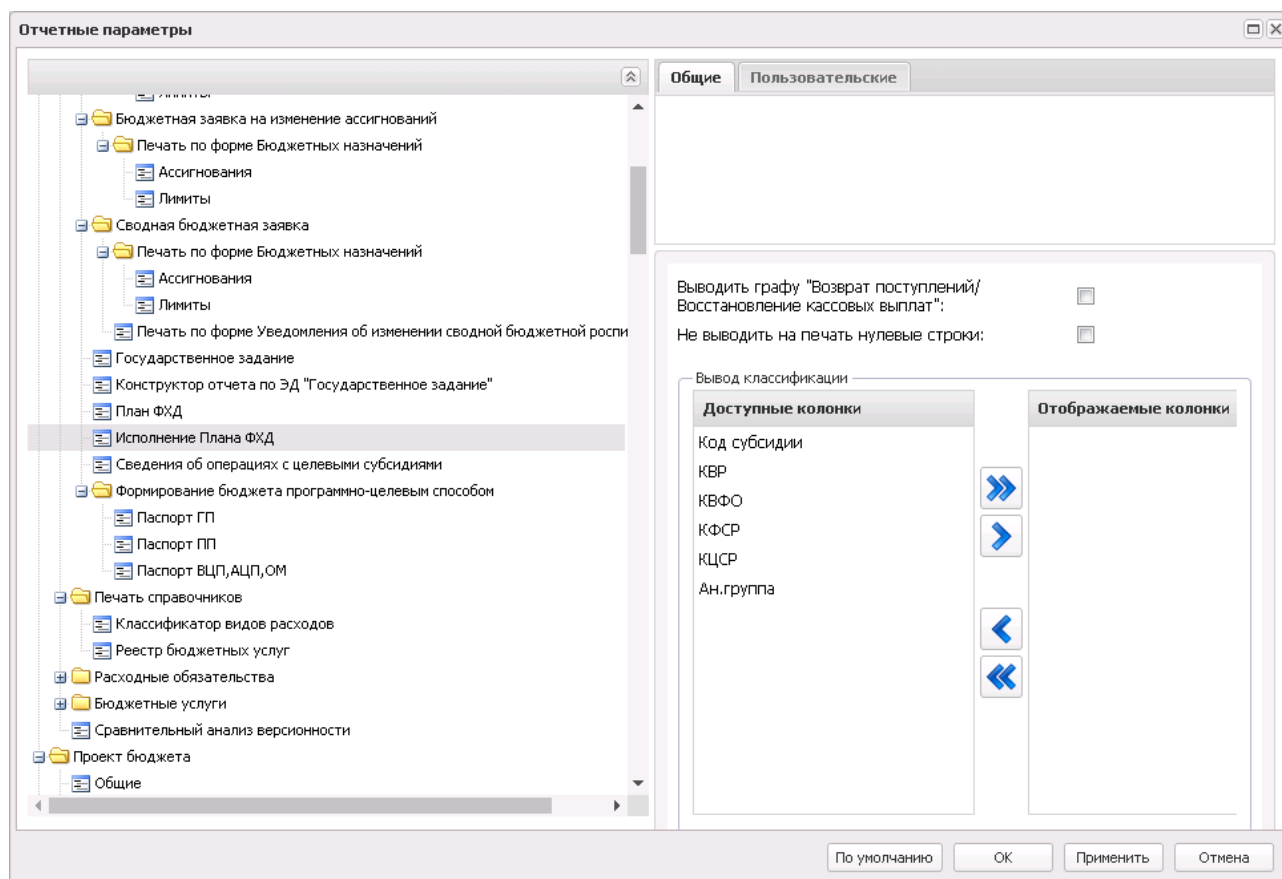 Отчетные параметры
Бюджетная заявка на изменение ассигнований
Печать по форме Бюджетных назначений
Ассигнования
Лимиты
Сводная бюджетная заявка
Печать по форме Бюджетных назначений
Ассигнования
Лимиты
Печать по форме Уведомления об изменении сводной бюджетной роспи
Государственное задание
Конструктор отчета по ЭД "Государственное задание"
План ФХД
Исполнение Плана ФХД
Сведения об операциях с целевыми субсидиями
Формирование бюджета программно-целевым способом
Паспорт ГП
Паспорт ПП
Паспорт ВЦП,АЦП,ОМ
Печать справочников
Классификатор видов расходов
Реестр бюджетных услуг
Расходные обязательства
Бюджетные услуги
Сравнительный анализ версионности
Проект бюджета
Общие
Общие Пользовательские
Выводить графу "Возврат поступлений/
Восстановление кассовых выплат":
Не выводить на печать нулевые строки:
Вывод классификации
Доступные колонки
Код субсидии
КВР
КВФО
КФСР
КЦСР
Ан.группа
Отображаемые колонки
По умолчанию ОК Применить Отмена